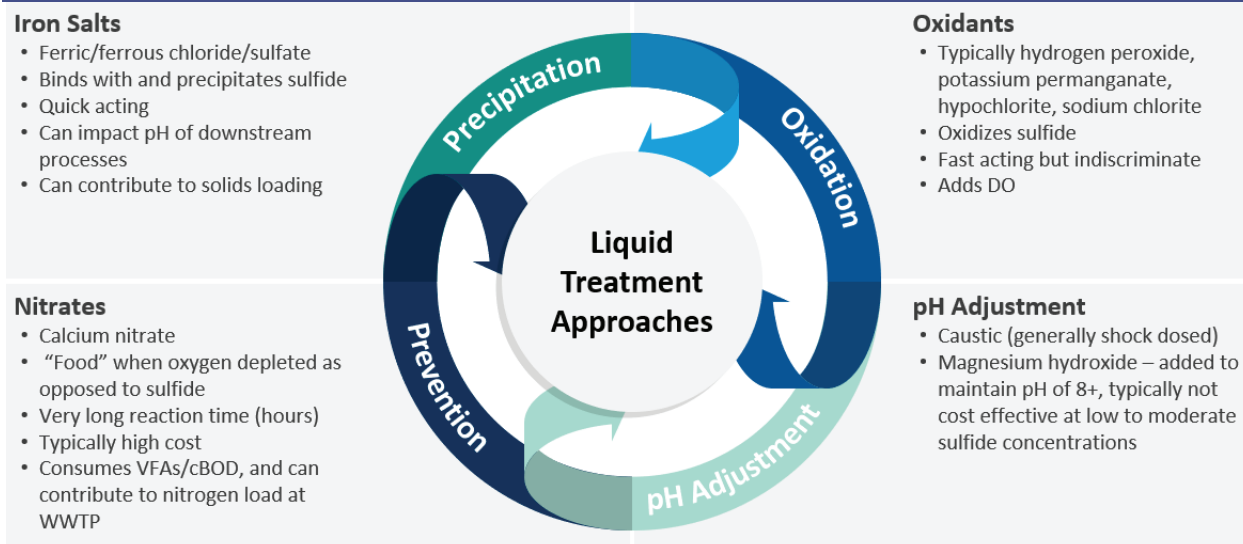 Iron Salts
• Ferric/ferrous chloride/sulfate
• Binds with and precipitates sulfide
• Quick acting
• Can impact pH of downstream
processes
• Can contribute to solids loading
Oxidants
• Typically hydrogen peroxide,
potassium permanganate,
hypochlorite, sodium chlorite
• Oxidizes sulfide
• Fast acting but indiscriminate
• Adds DO
Precipitation
Oxidation
Liquid
Treatment
Approaches
Prevention
pH Adjustment
Nitrates
• Calcium nitrate
• “Food” when oxygen depleted as
opposed to sulfide
• Very long reaction time (hours)
• Typically high cost
• Consumes VFAs/cBOD, and can
contribute to nitrogen load at
WWTP
pH Adjustment
• Caustic (generally shock dosed)
• Magnesium hydroxide – added to
maintain pH of 8+, typically not
cost effective at low to moderate
sulfide concentrations